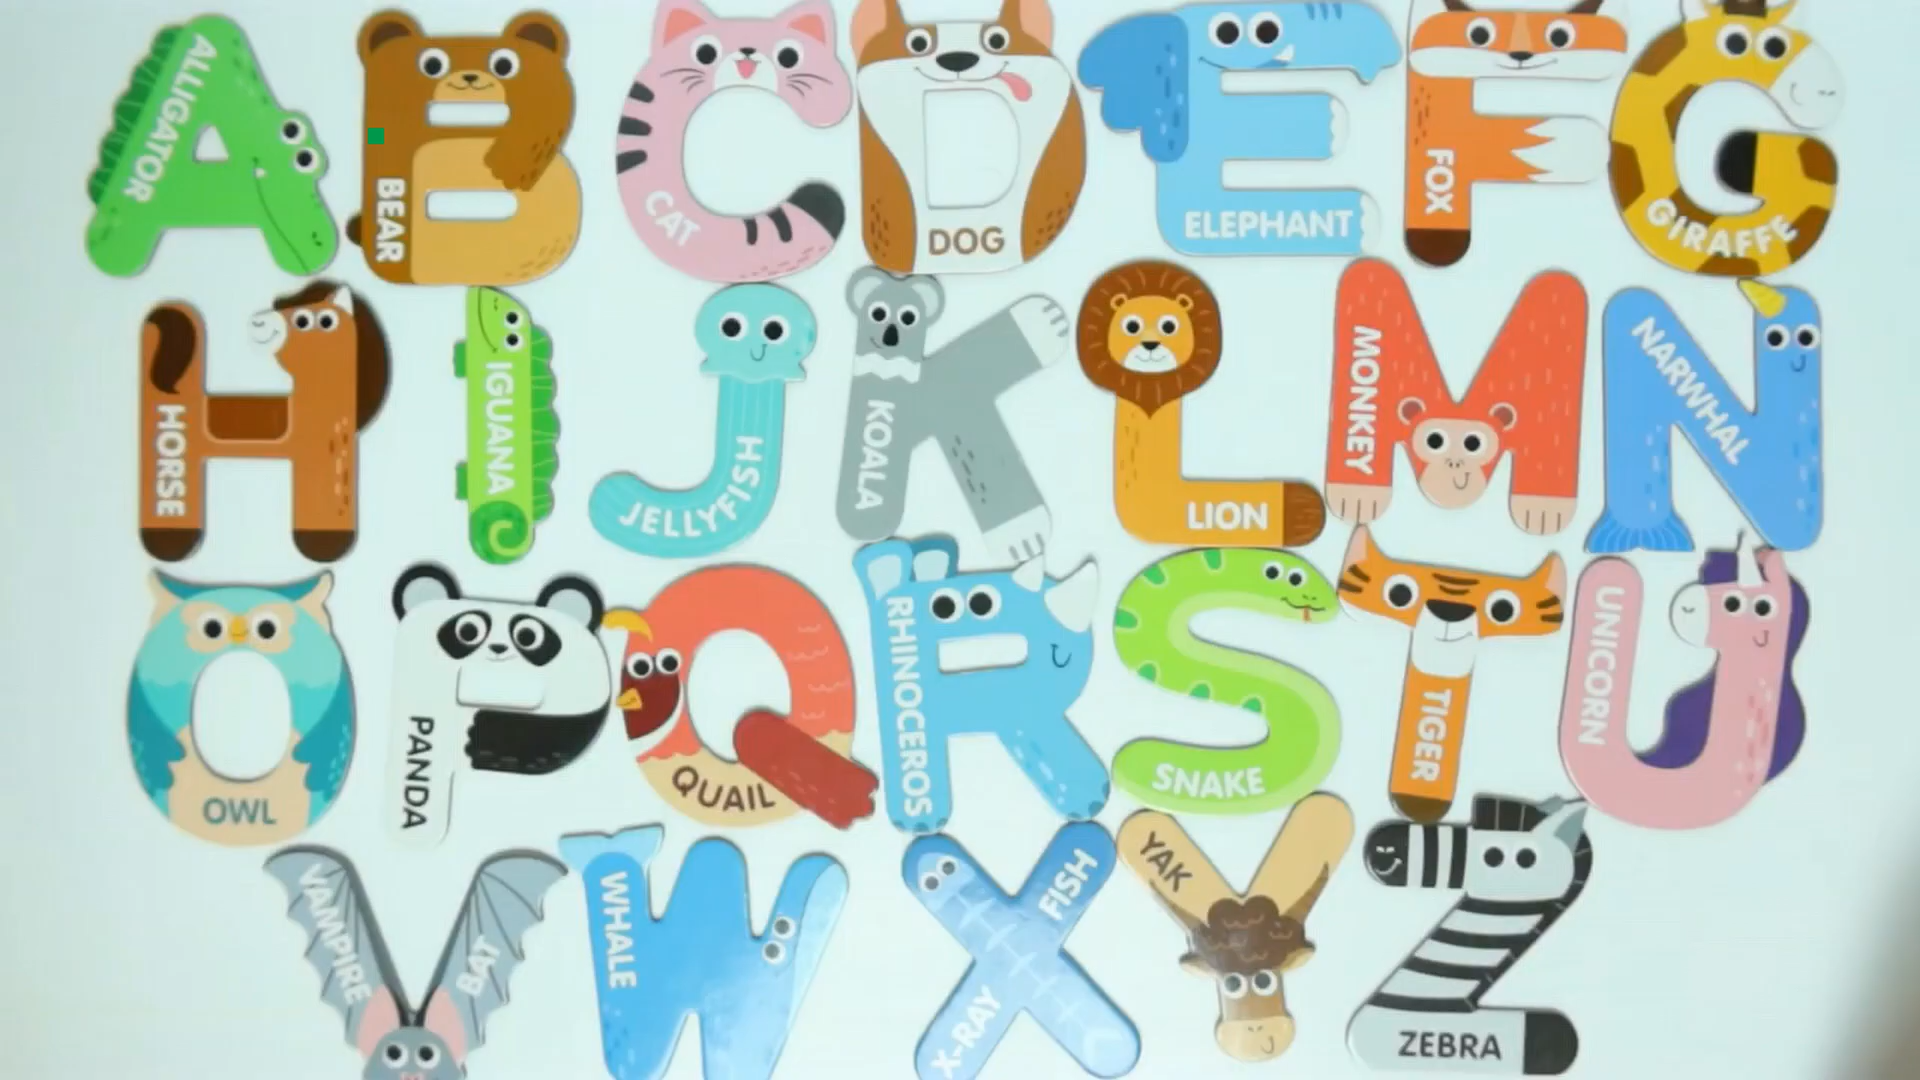 ALLIGATOR
BEAR
CAT
DOG
ELEPHANT
FOX
GIRAFFE
HORSE
IGUANA
JELLYFISH
KOALA
LION
MONKEY
NARWHAL
OWL
PANDA
QUAIL
RHINOCEROS
SNAKE
TIGER
UNICORN
VAMPIRE BAT
WHALE
X-RAY FISH
YAK
ZEBRA